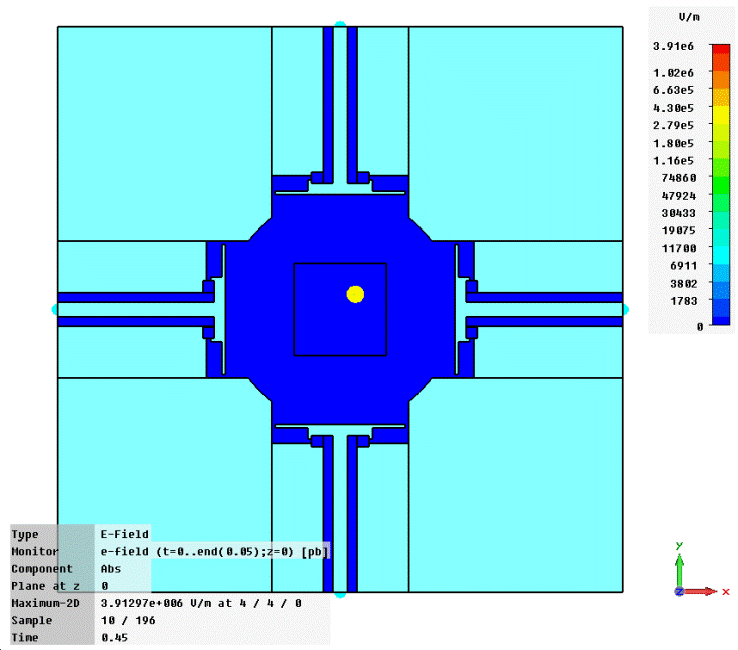 V/m
3.91e6
1.02e6
6.63e5
4.30e5
2.79e5
1.80e5
1.16e5
74860
47924
30433
19075
11700
6911
3802
1783
0
Type E-Field
Monitor e-field (t=0..end(0.05);z=0) [pb]
Component Abs
Plane at z 0
Maximum-2D 3.91297e+006 V/m at 4 / 4 / 0
Sample 10 / 196
Time 0.45
y
z
x